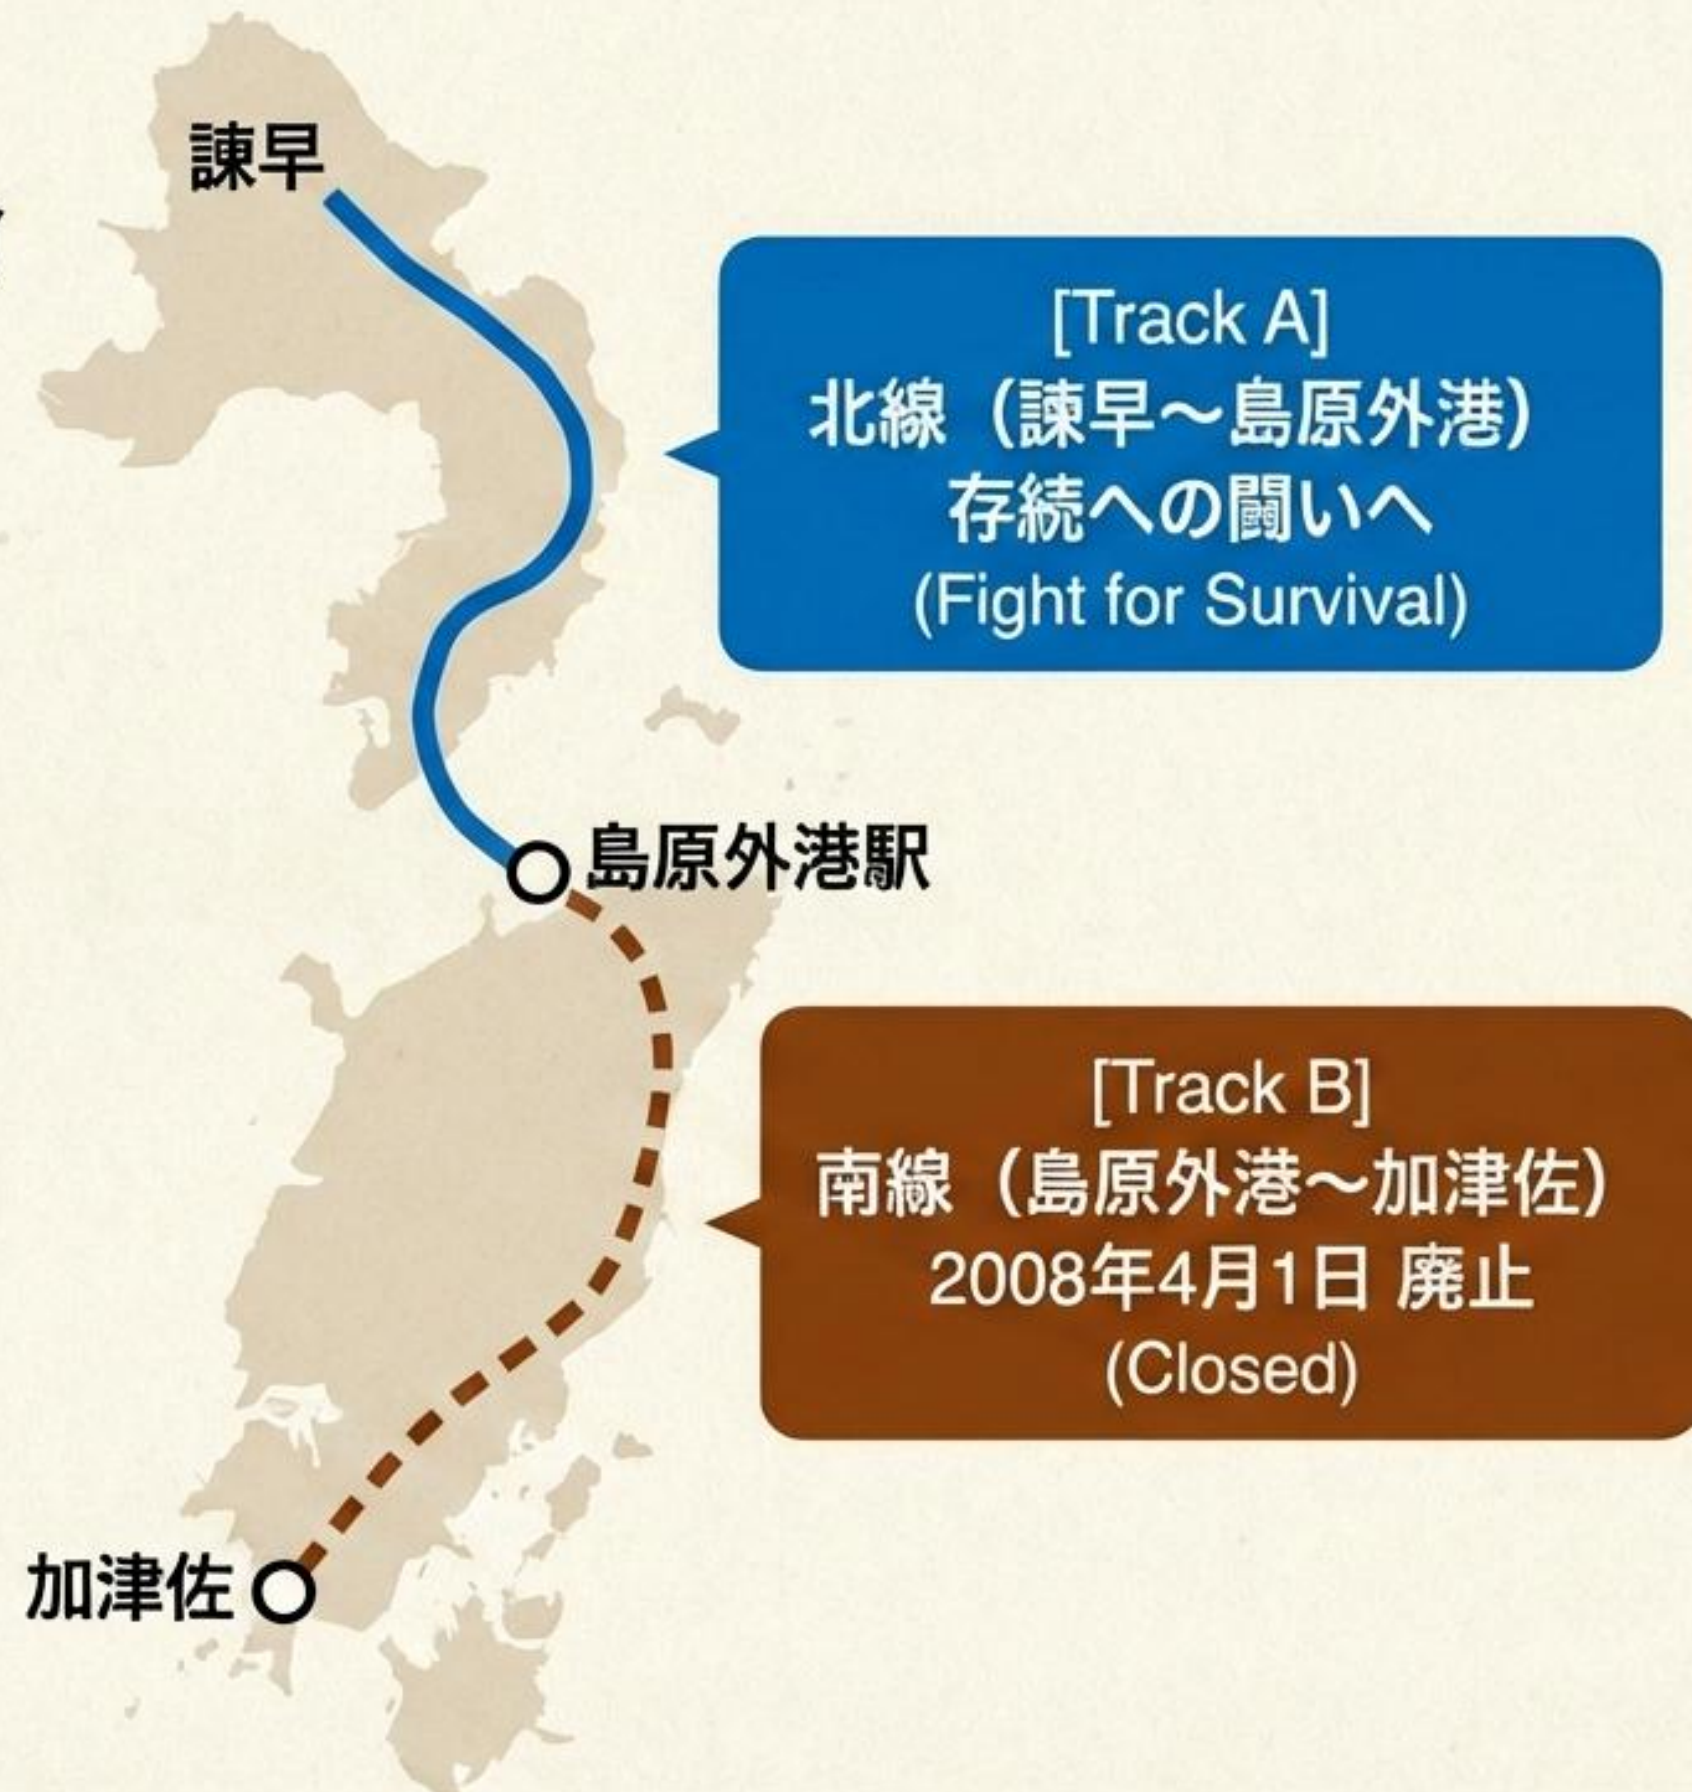 諫早
[Track A]
北線（諫早～島原外港）
存続への闘いへ
(Fight for Survival)
島原外港駅
[Track B]
南線（島原外港～加津佐）
2008年4月1日 廃止
(Closed)
加津佐